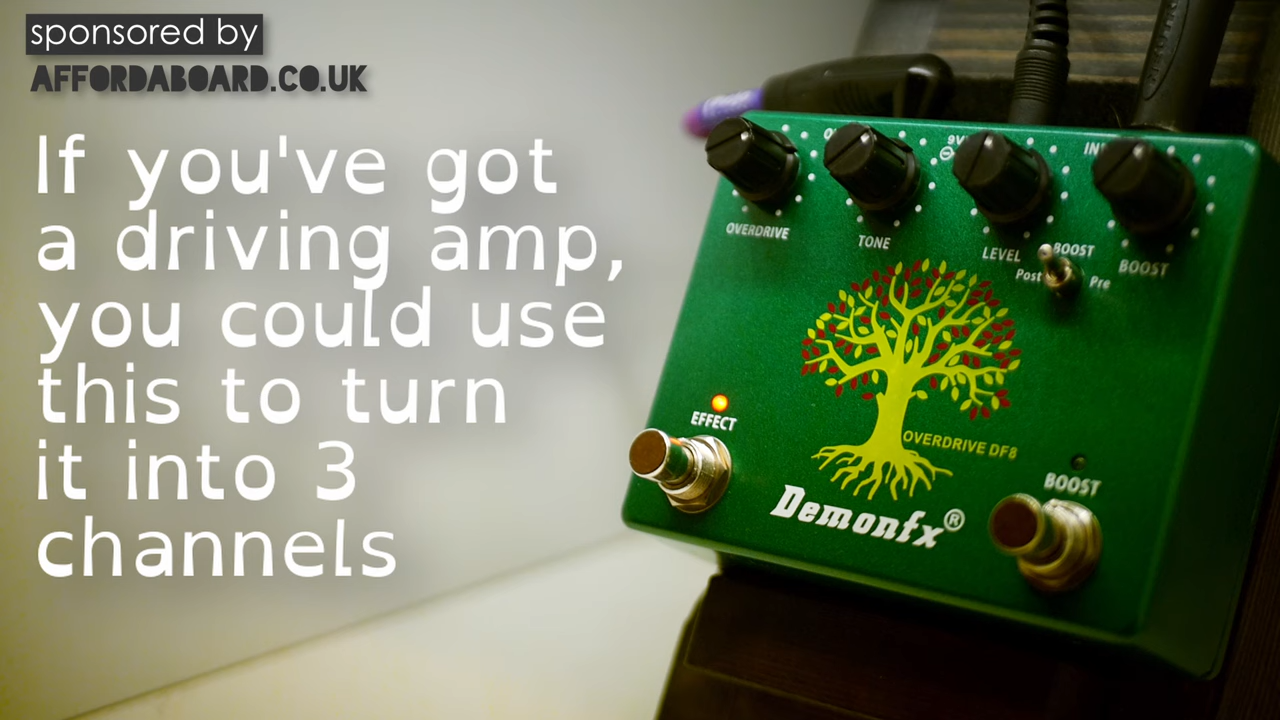 sponsored by
AFFORDABOARD.CO.UK
If you've got
a driving amp,
you could use
this to turn
it into 3
channels
9V
OVERDRIVE
TONE
LEVEL
BOOST
Post
Pre
BOOST
EFFECT
OVERDRIVE DF8
BOOST
Demonfx®